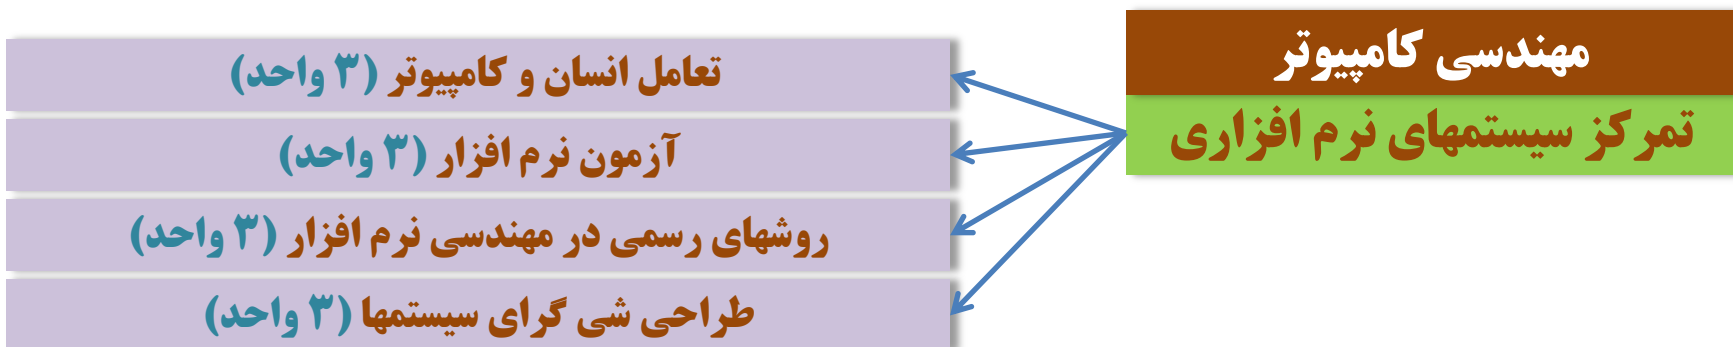 مهندسی کامپیوتر
تمرکز سیستمهای نرم افزاری
تعامل انسان و کامپیوتر (۳ واحد)
آزمون نرم افزار (۳ واحد)
روشهای رسمی در مهندسی نرم افزار (۳ واحد)
طراحی شی گرای سیستمها (۳ واحد)